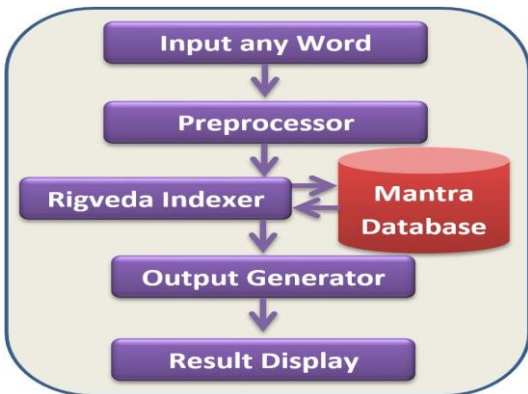 Input any Word
Preprocessor
Rigveda Indexer
Mantra
Database
Output Generator
Result Display